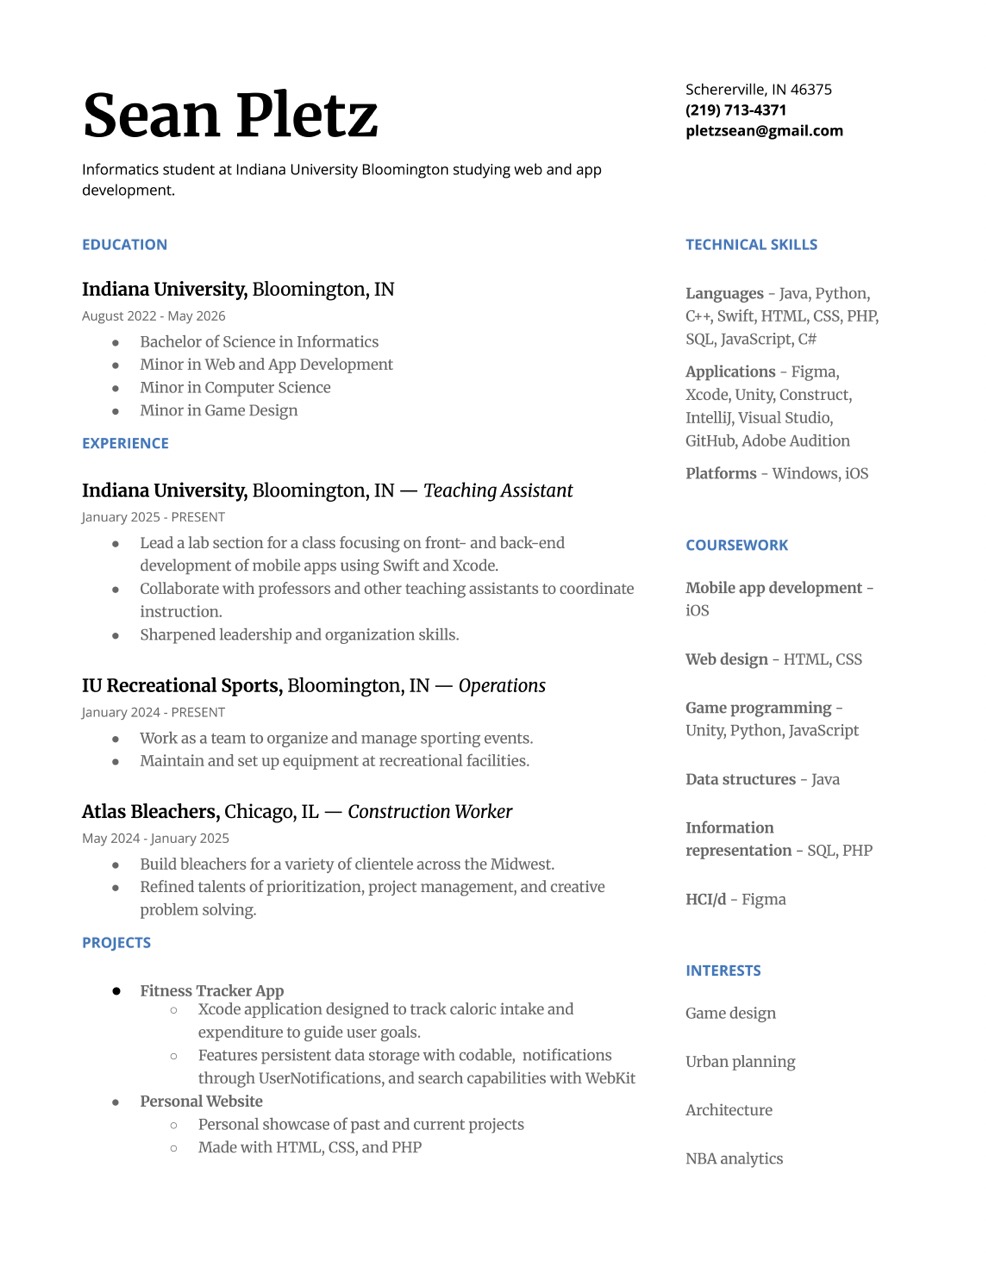 Sean Pletz
Informatics student at Indiana University Bloomington studying web and app
development.
Schererville, IN 46375
(219) 713-4371
pletzsean@gmail.com
EDUCATION
Indiana University, Bloomington, IN
August 2022 - May 2026
● Bachelor of Science in Informatics
● Minor in Web and App Development
● Minor in Computer Science
● Minor in Game Design
EXPERIENCE
Indiana University, Bloomington, IN — Teaching Assistant
January 2025 - PRESENT
● Lead a lab section for a class focusing on front- and back-end
development of mobile apps using Swift and Xcode.
● Collaborate with professors and other teaching assistants to coordinate
instruction.
● Sharpened leadership and organization skills.
IU Recreational Sports, Bloomington, IN — Operations
January 2024 - PRESENT
● Work as a team to organize and manage sporting events.
● Maintain and set up equipment at recreational facilities.
Atlas Bleachers, Chicago, IL — Construction Worker
May 2024 - January 2025
● Build bleachers for a variety of clientele across the Midwest.
● Refined talents of prioritization, project management, and creative
problem solving.
PROJECTS
● Fitness Tracker App
○ Xcode application designed to track caloric intake and
expenditure to guide user goals.
○ Features persistent data storage with codable,  notifications
through UserNotifications, and search capabilities with WebKit
● Personal Website
○ Personal showcase of past and current projects
○ Made with HTML, CSS, and PHP
TECHNICAL SKILLS
Languages - Java, Python,
C++, Swift, HTML, CSS, PHP,
SQL, JavaScript, C#
Applications - Figma,
Xcode, Unity, Construct,
IntelliJ, Visual Studio,
GitHub, Adobe Audition
Platforms - Windows, iOS
COURSEWORK
Mobile app development -
iOS
Web design - HTML, CSS
Game programming -
Unity, Python, JavaScript
Data structures - Java
Information
representation - SQL, PHP
HCI/d - Figma
INTERESTS
Game design
Urban planning
Architecture
NBA analytics